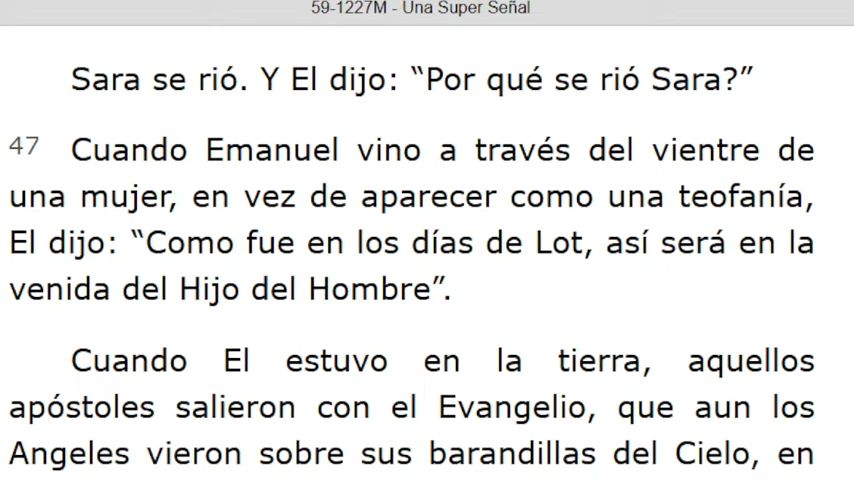 59-1227M - Una Super Señal
Sara se rió. Y El dijo: “Por qué se rió Sara?”
47 Cuando Emanuel vino a través del vientre de
una mujer, en vez de aparecer como una teofanía,
El dijo: “Como fue en los días de Lot, así será en la
venida del Hijo del Hombre”.
Cuando El estuvo en la tierra, aquellos
apóstoles salieron con el Evangelio, que aun los
Angeles vieron sobre sus barandillas del Cielo, en